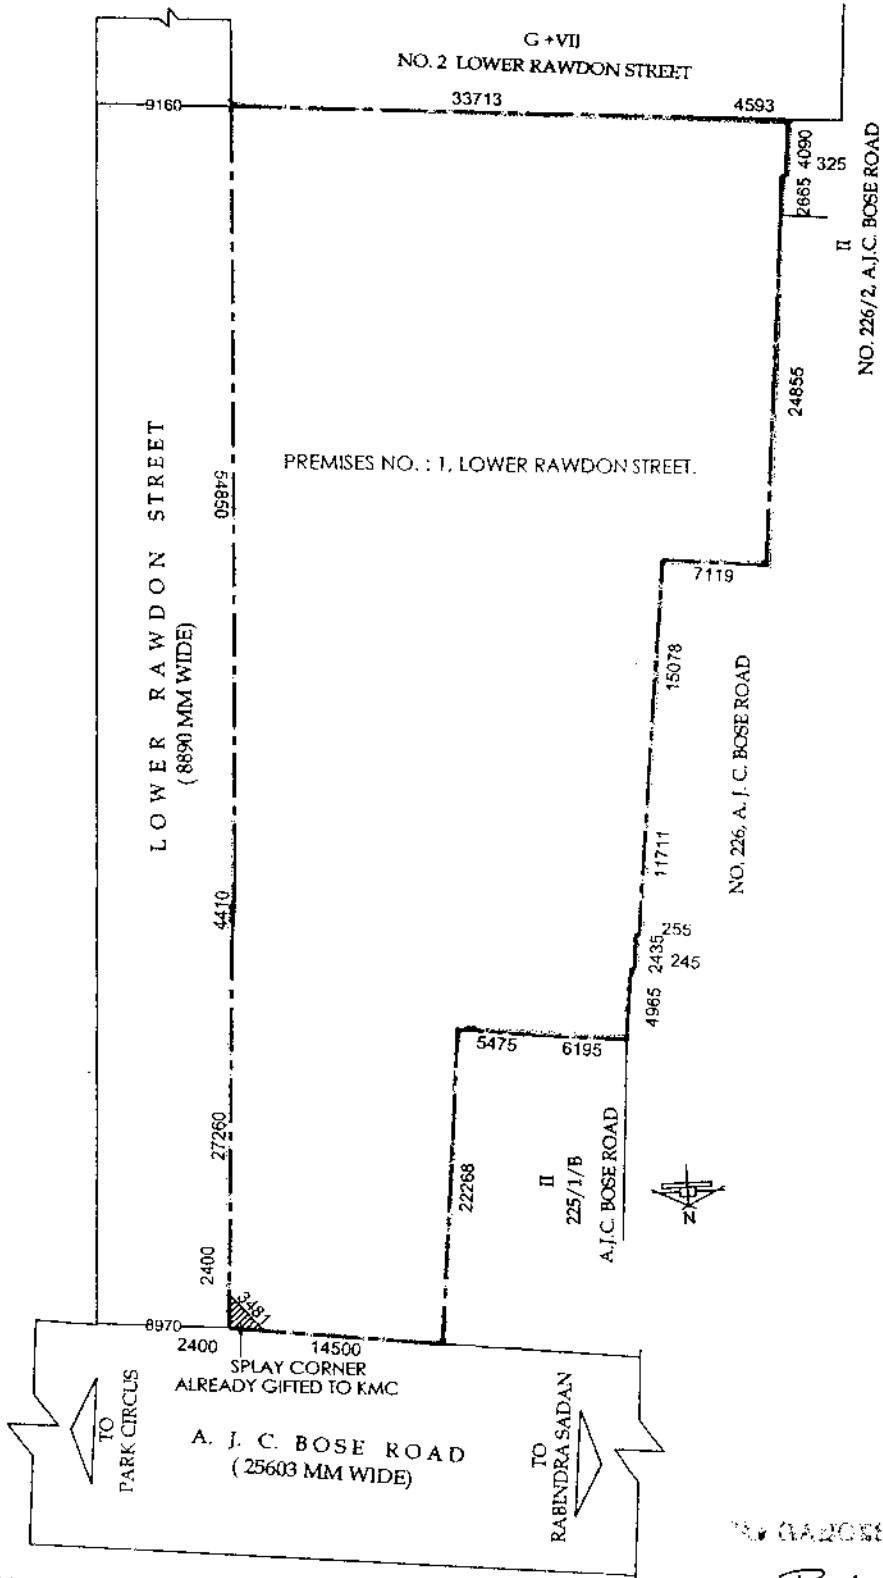 G +VII
NO. 2 LOWER RAWDON STREET
33713
4593
9160
4090
325
2665
II
NO. 226/2, A.J.C. BOSE ROAD
24855
54850
PREMISES NO. : 1, LOWER RAWDON STREET.
LOWER RAWDON STREET
( 8890 MM WIDE)
7119
15078
NO. 226, A. J. C. BOSE ROAD
11711
4410
255
2435
245
4965
5475
6195
27260
22268
II
225/1/B
A.J.C. BOSE ROAD
N
2400
3481
8970
2400
14500
SPLAY CORNER
ALREADY GIFTED TO KMC
TO
PARK CIRCUS
A. J. C. BOSE ROAD
( 25603 MM WIDE)
TO
RABINDRA SADAN